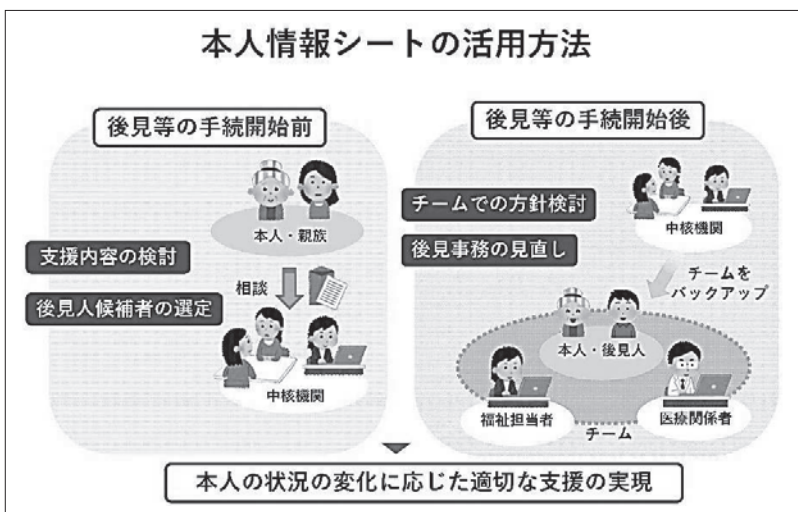 本人情報シートの活用方法
後見等の手続開始前
本人・親族
支援内容の検討
後見人候補者の選定
相談
中核機関
後見等の手続開始後
中核機関
チームでの方針検討
後見事務の見直し
チームを
バックアップ
本人・後見人
福祉担当者
医療関係者
チーム
本人の状況の変化に応じた適切な支援の実現